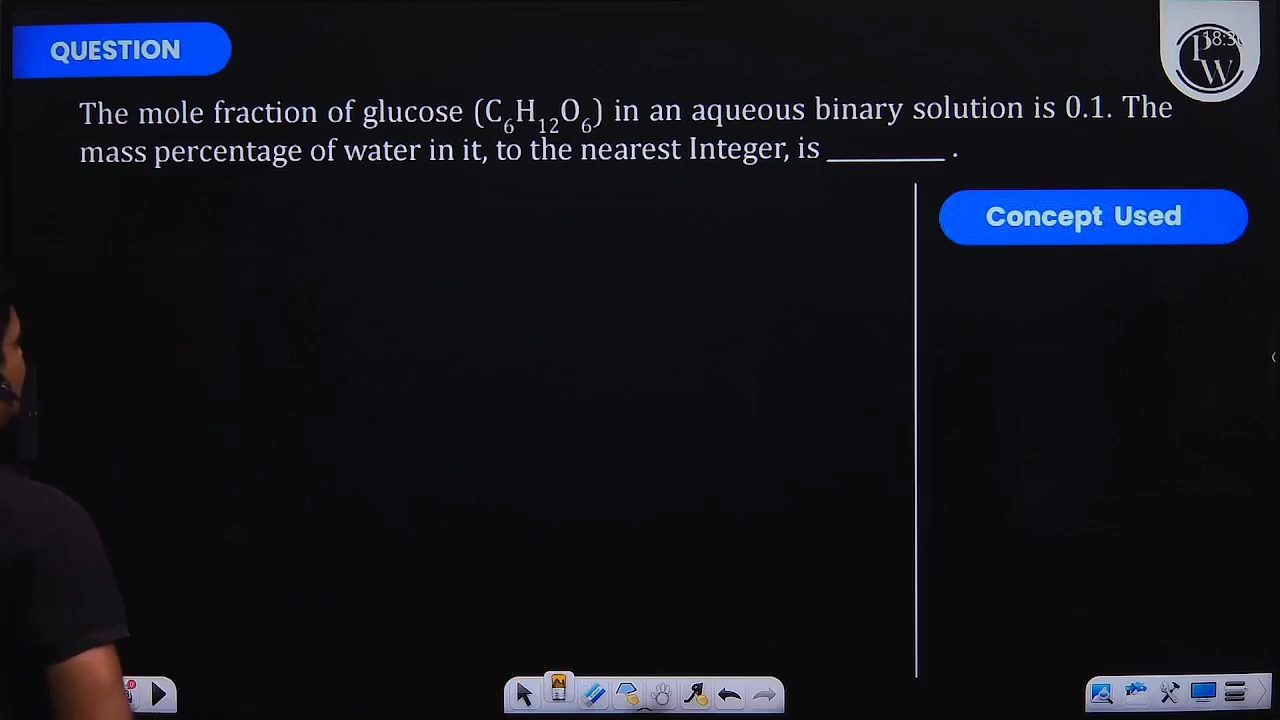 QUESTION
The mole fraction of glucose (C₆H₁₂O₆) in an aqueous binary solution is 0.1. The
mass percentage of water in it, to the nearest Integer, is ________ .
Concept Used
PW